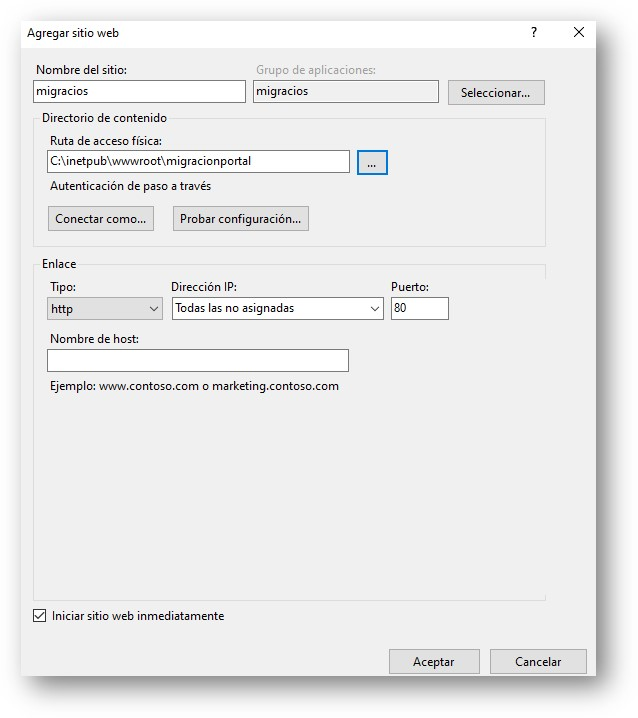 Agregar sitio web ?
Nombre del sitio: Grupo de aplicaciones:
migracios migracios Seleccionar...
Directorio de contenido
Ruta de acceso física:
C:\inetpub\wwwroot\migracionportal ...
Autenticación de paso a través
Conectar como... Probar configuración...
Enlace
Tipo: Dirección IP: Puerto:
http Todas las no asignadas 80
Nombre de host:
Ejemplo: www.contoso.com o marketing.contoso.com
Iniciar sitio web inmediatamente
Aceptar Cancelar